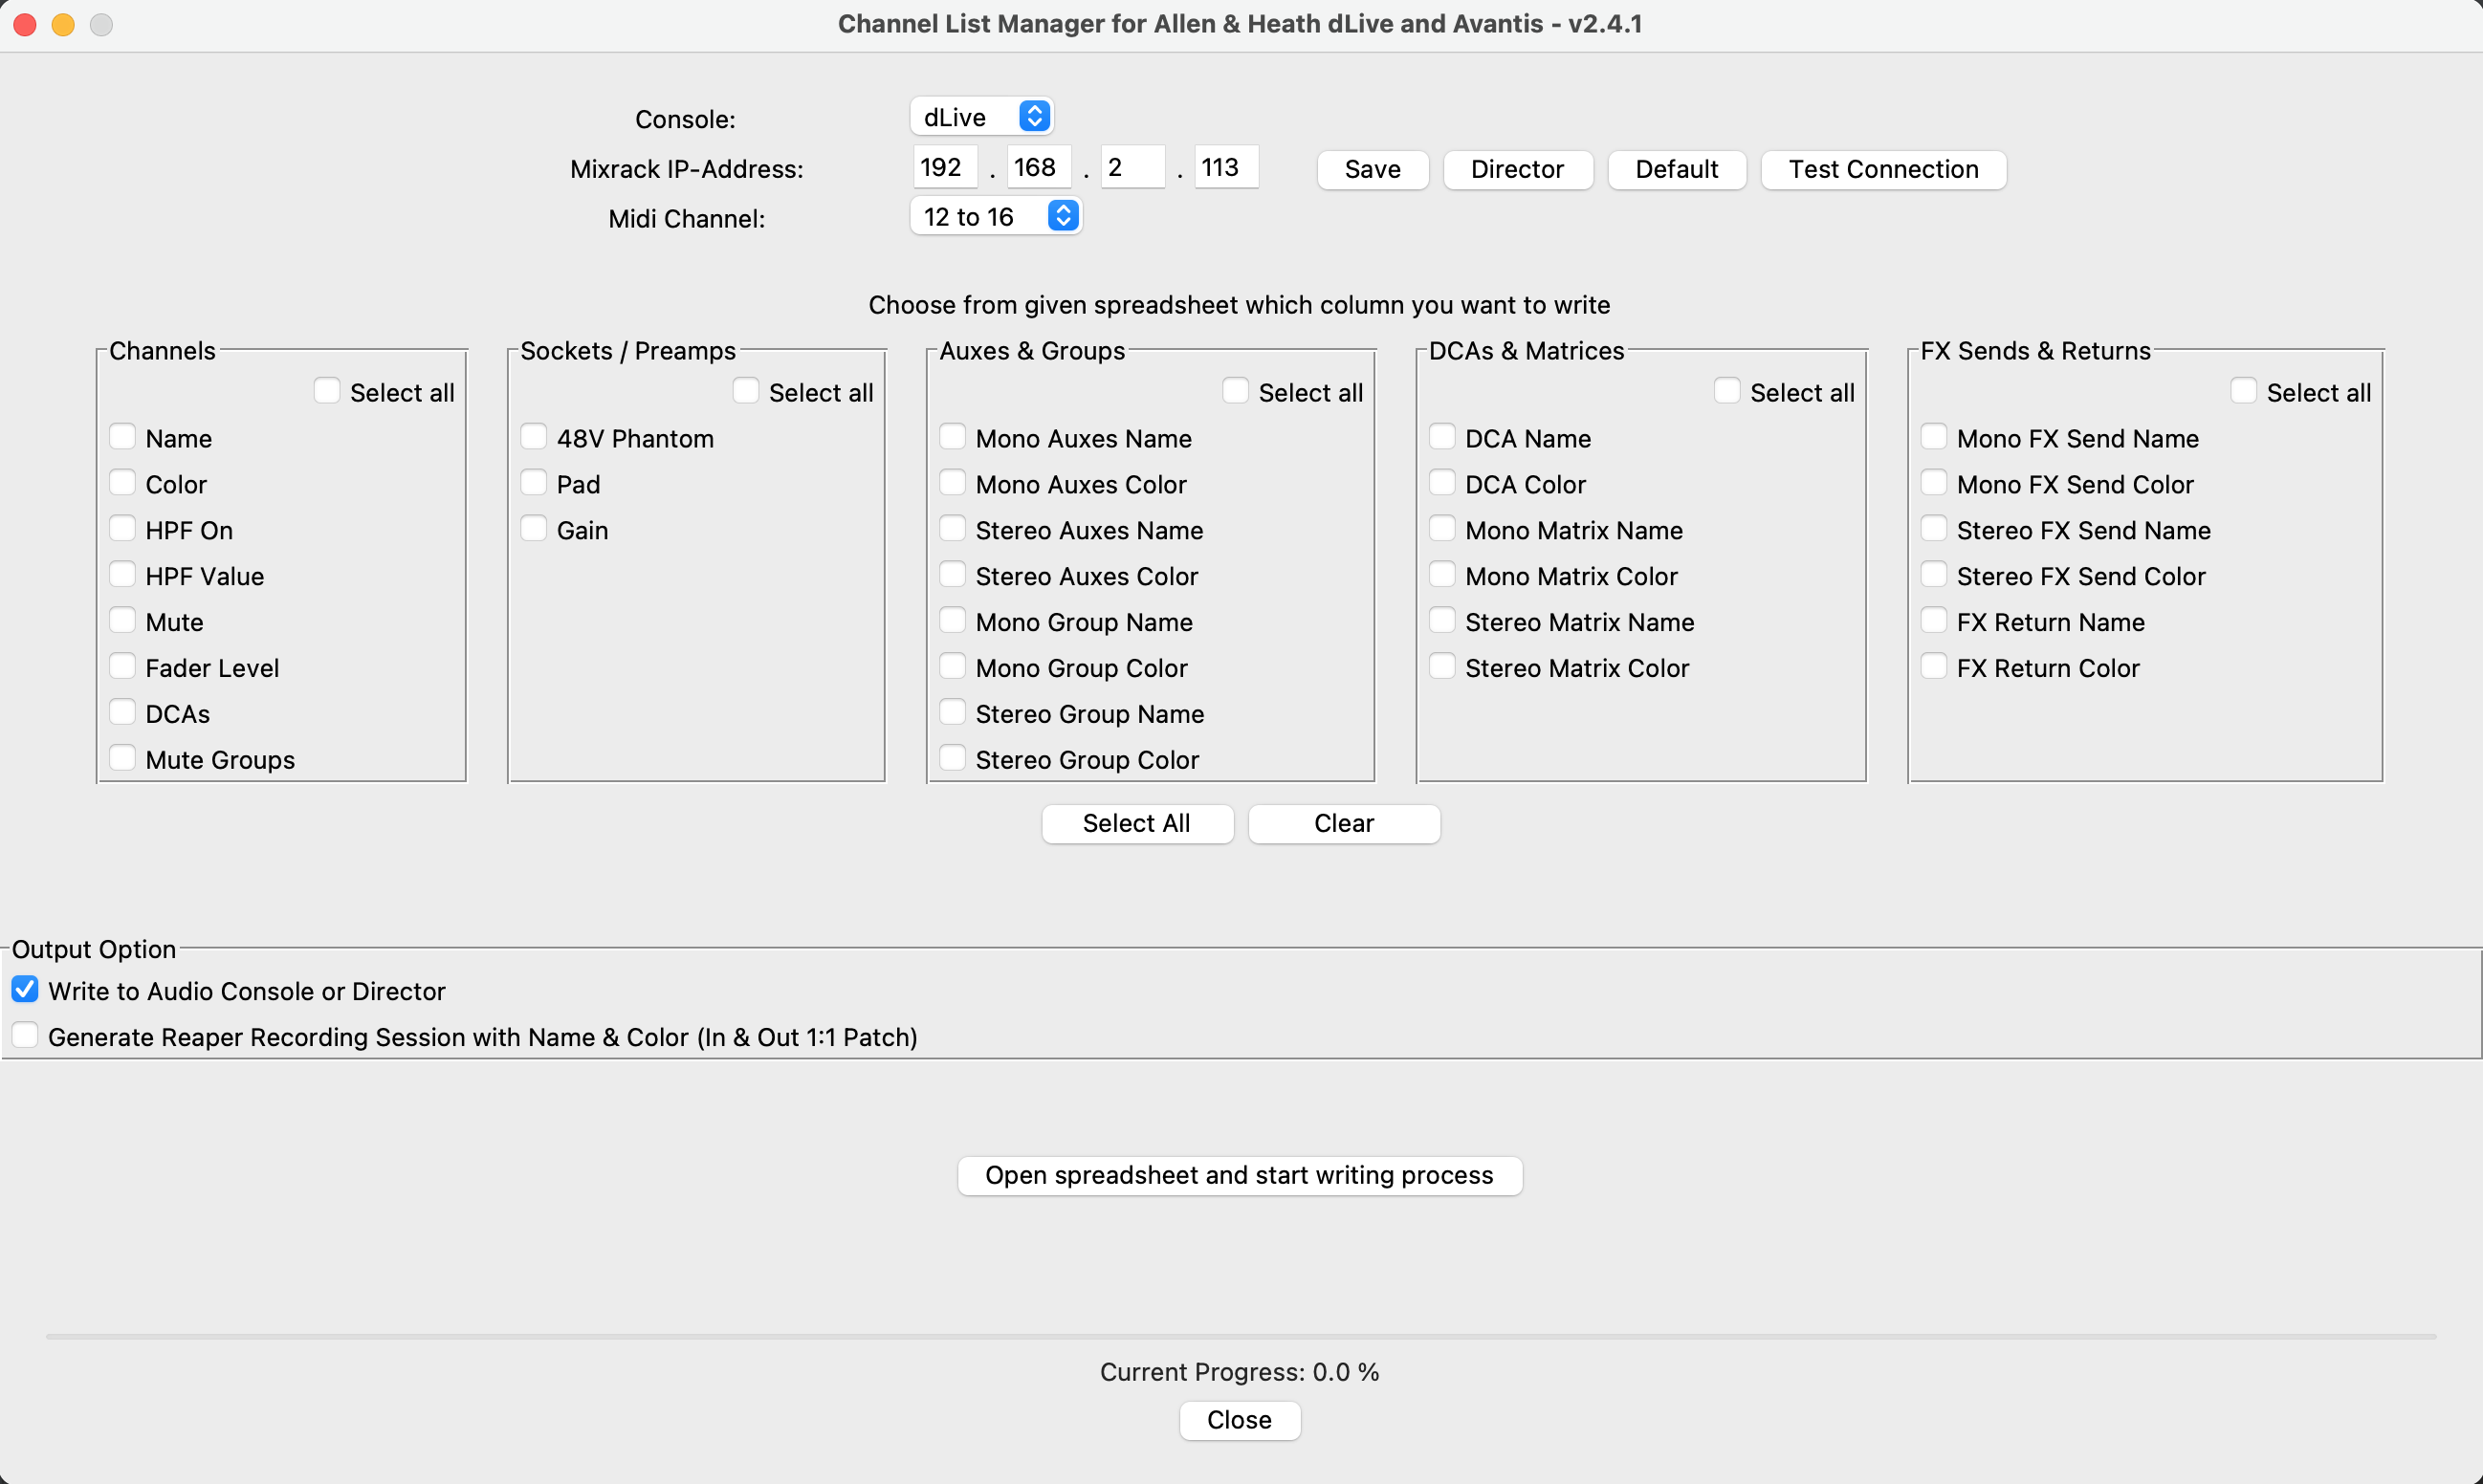 Channel List Manager for Allen & Heath dLive and Avantis - v2.4.1
Console: dLive
Mixrack IP-Address: 192 . 168 . 2 . 113 Save Director Default Test Connection
Midi Channel: 12 to 16
Choose from given spreadsheet which column you want to write
Channels
Select all
Name
Color
HPF On
HPF Value
Mute
Fader Level
DCAs
Mute Groups
Sockets / Preamps
Select all
48V Phantom
Pad
Gain
Auxes & Groups
Select all
Mono Auxes Name
Mono Auxes Color
Stereo Auxes Name
Stereo Auxes Color
Mono Group Name
Mono Group Color
Stereo Group Name
Stereo Group Color
DCAs & Matrices
Select all
DCA Name
DCA Color
Mono Matrix Name
Mono Matrix Color
Stereo Matrix Name
Stereo Matrix Color
FX Sends & Returns
Select all
Mono FX Send Name
Mono FX Send Color
Stereo FX Send Name
Stereo FX Send Color
FX Return Name
FX Return Color
Select All Clear
Output Option
Write to Audio Console or Director
Generate Reaper Recording Session with Name & Color (In & Out 1:1 Patch)
Open spreadsheet and start writing process
Current Progress: 0.0 %
Close